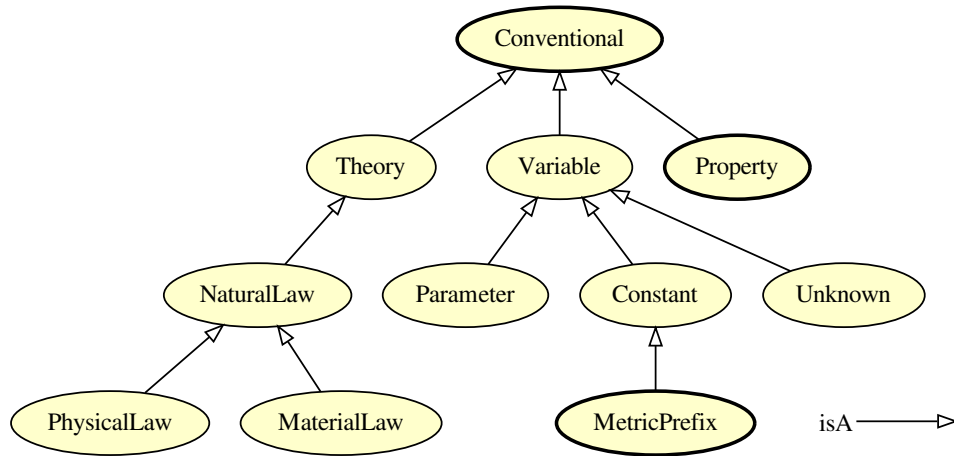 Conventional
Theory
Variable
Property
NaturalLaw
Parameter
Constant
Unknown
PhysicalLaw
MaterialLaw
MetricPrefix
isA